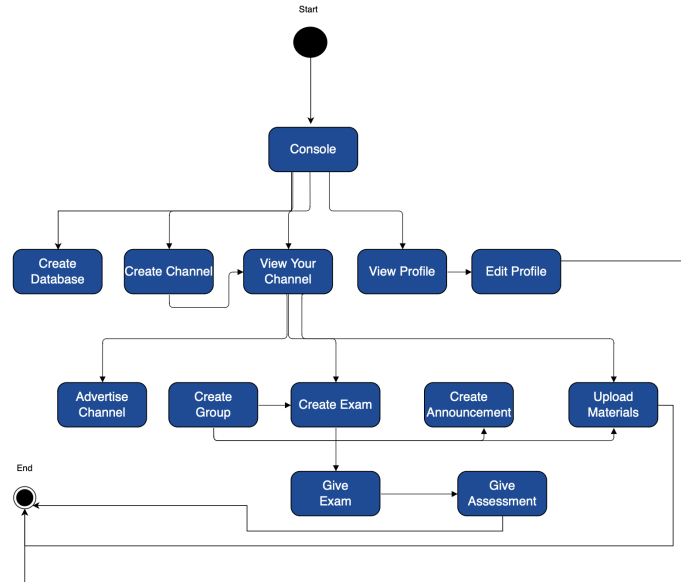 Start
Console
Create
Database
Create Channel
View Your
Channel
View Profile
Edit Profile
Advertise
Channel
Create
Group
Create Exam
Create
Announcement
Upload
Materials
End
Give
Exam
Give
Assessment